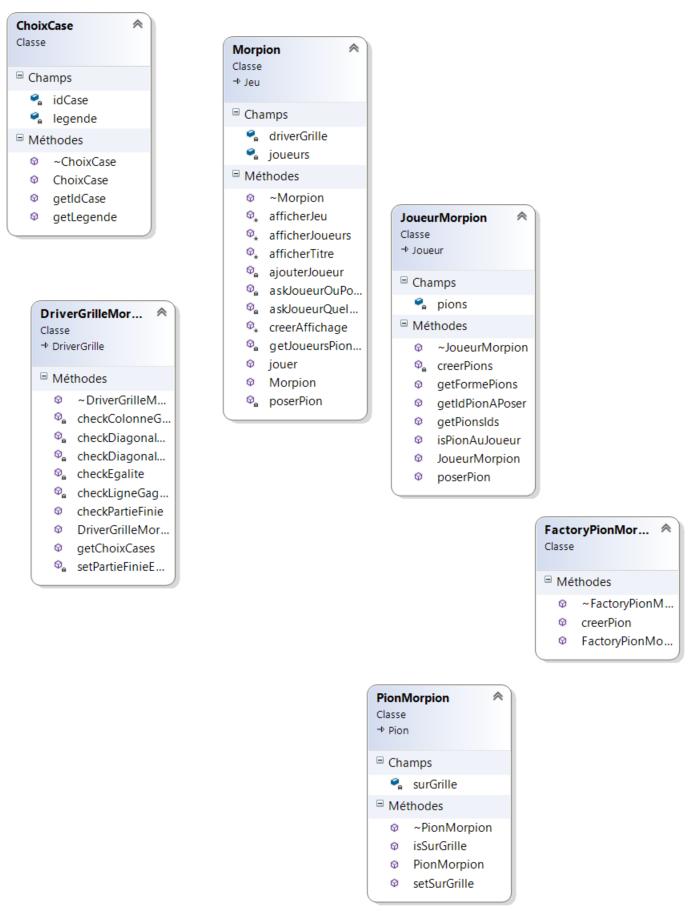 ChoixCase
Classe
Champs
idCase
legende
Méthodes
~ChoixCase
ChoixCase
getIdCase
getLegende
Morpion
Classe
Jeu
Champs
driverGrille
joueurs
Méthodes
~Morpion
afficherJeu
afficherJoueurs
afficherTitre
ajouterJoueur
askJoueurOuPo...
askJoueurQuel...
creerAffichage
getJoueursPion...
jouer
Morpion
poserPion
JoueurMorpion
Classe
Joueur
Champs
pions
Méthodes
~JoueurMorpion
creerPions
getFormePions
getIdPionAPoser
getPionsIds
isPionAuJoueur
JoueurMorpion
poserPion
DriverGrilleMor...
Classe
DriverGrille
Méthodes
~DriverGrilleM...
checkColonneG...
checkDiagonal...
checkDiagonal...
checkEgalite
checkLigneGag...
checkPartieFinie
DriverGrilleMor...
getChoixCases
setPartieFinieE...
FactoryPionMor...
Classe
Méthodes
~FactoryPionM...
creerPion
FactoryPionMo...
PionMorpion
Classe
Pion
Champs
surGrille
Méthodes
~PionMorpion
isSurGrille
PionMorpion
setSurGrille